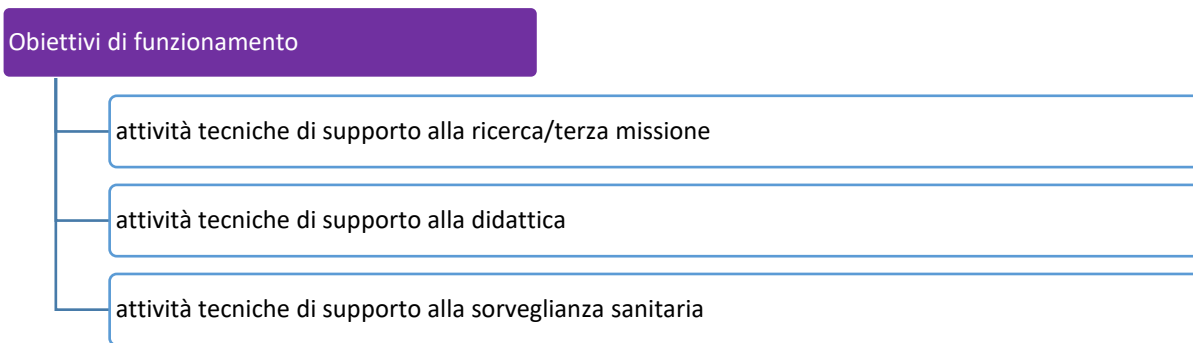 Obiettivi di funzionamento
attività tecniche di supporto alla ricerca/terza missione
attività tecniche di supporto alla didattica
attività tecniche di supporto alla sorveglianza sanitaria